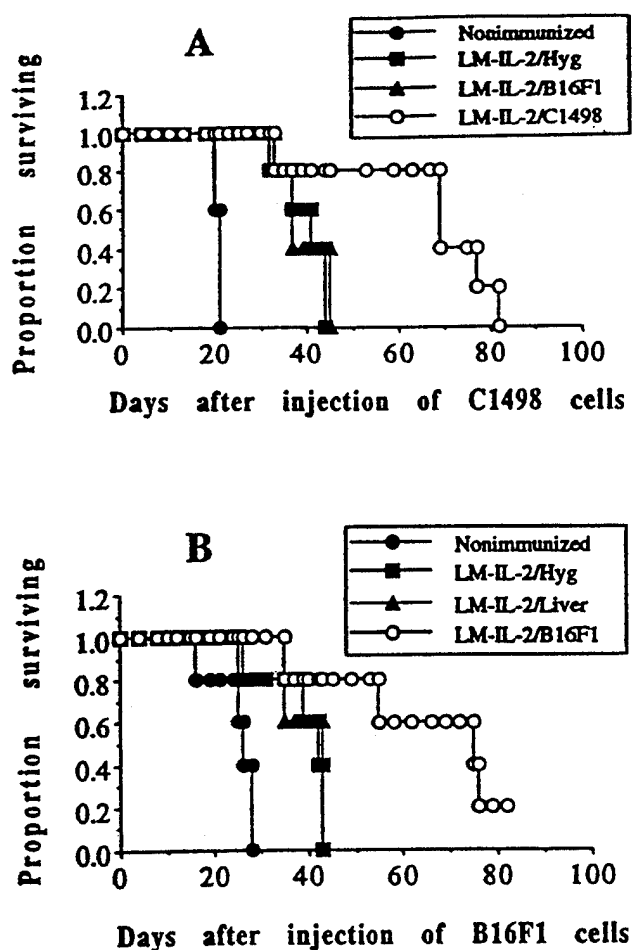 A
Nonimmunized
LM-IL-2/Hyg
LM-IL-2/B16F1
LM-IL-2/C1498
Proportion surviving
1.2
1.0
0.8
0.6
0.4
0.2
0.0
0 20 40 60 80 100
Days after injection of C1498 cells
B
Nonimmunized
LM-IL-2/Hyg
LM-IL-2/Liver
LM-IL-2/B16F1
Proportion surviving
1.2
1.0
0.8
0.6
0.4
0.2
0.0
0 20 40 60 80 100
Days after injection of B16F1 cells